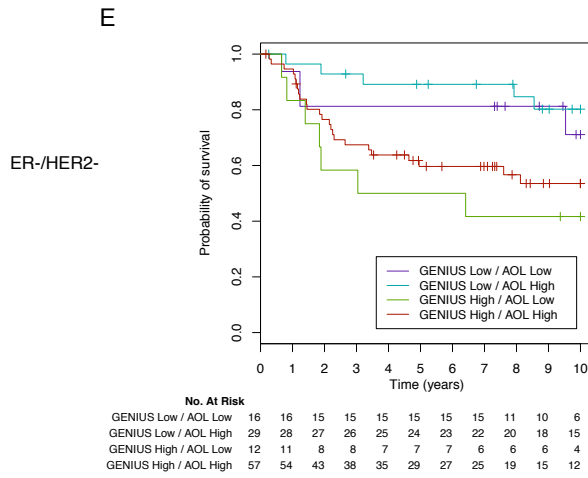 E
ER-/HER2-
Probability of survival
1.0
0.8
0.6
0.4
0.2
0.0
GENIUS Low / AOL Low
GENIUS Low / AOL High
GENIUS High / AOL Low
GENIUS High / AOL High
0 1 2 3 4 5 6 7 8 9 10
Time (years)
No. At Risk
GENIUS Low / AOL Low 16 16 15 15 15 15 15 15 11 10 6
GENIUS Low / AOL High 29 28 27 26 25 24 23 22 20 18 15
GENIUS High / AOL Low 12 11 8 8 7 7 7 6 6 6 4
GENIUS High / AOL High 57 54 43 38 35 29 27 25 19 15 12